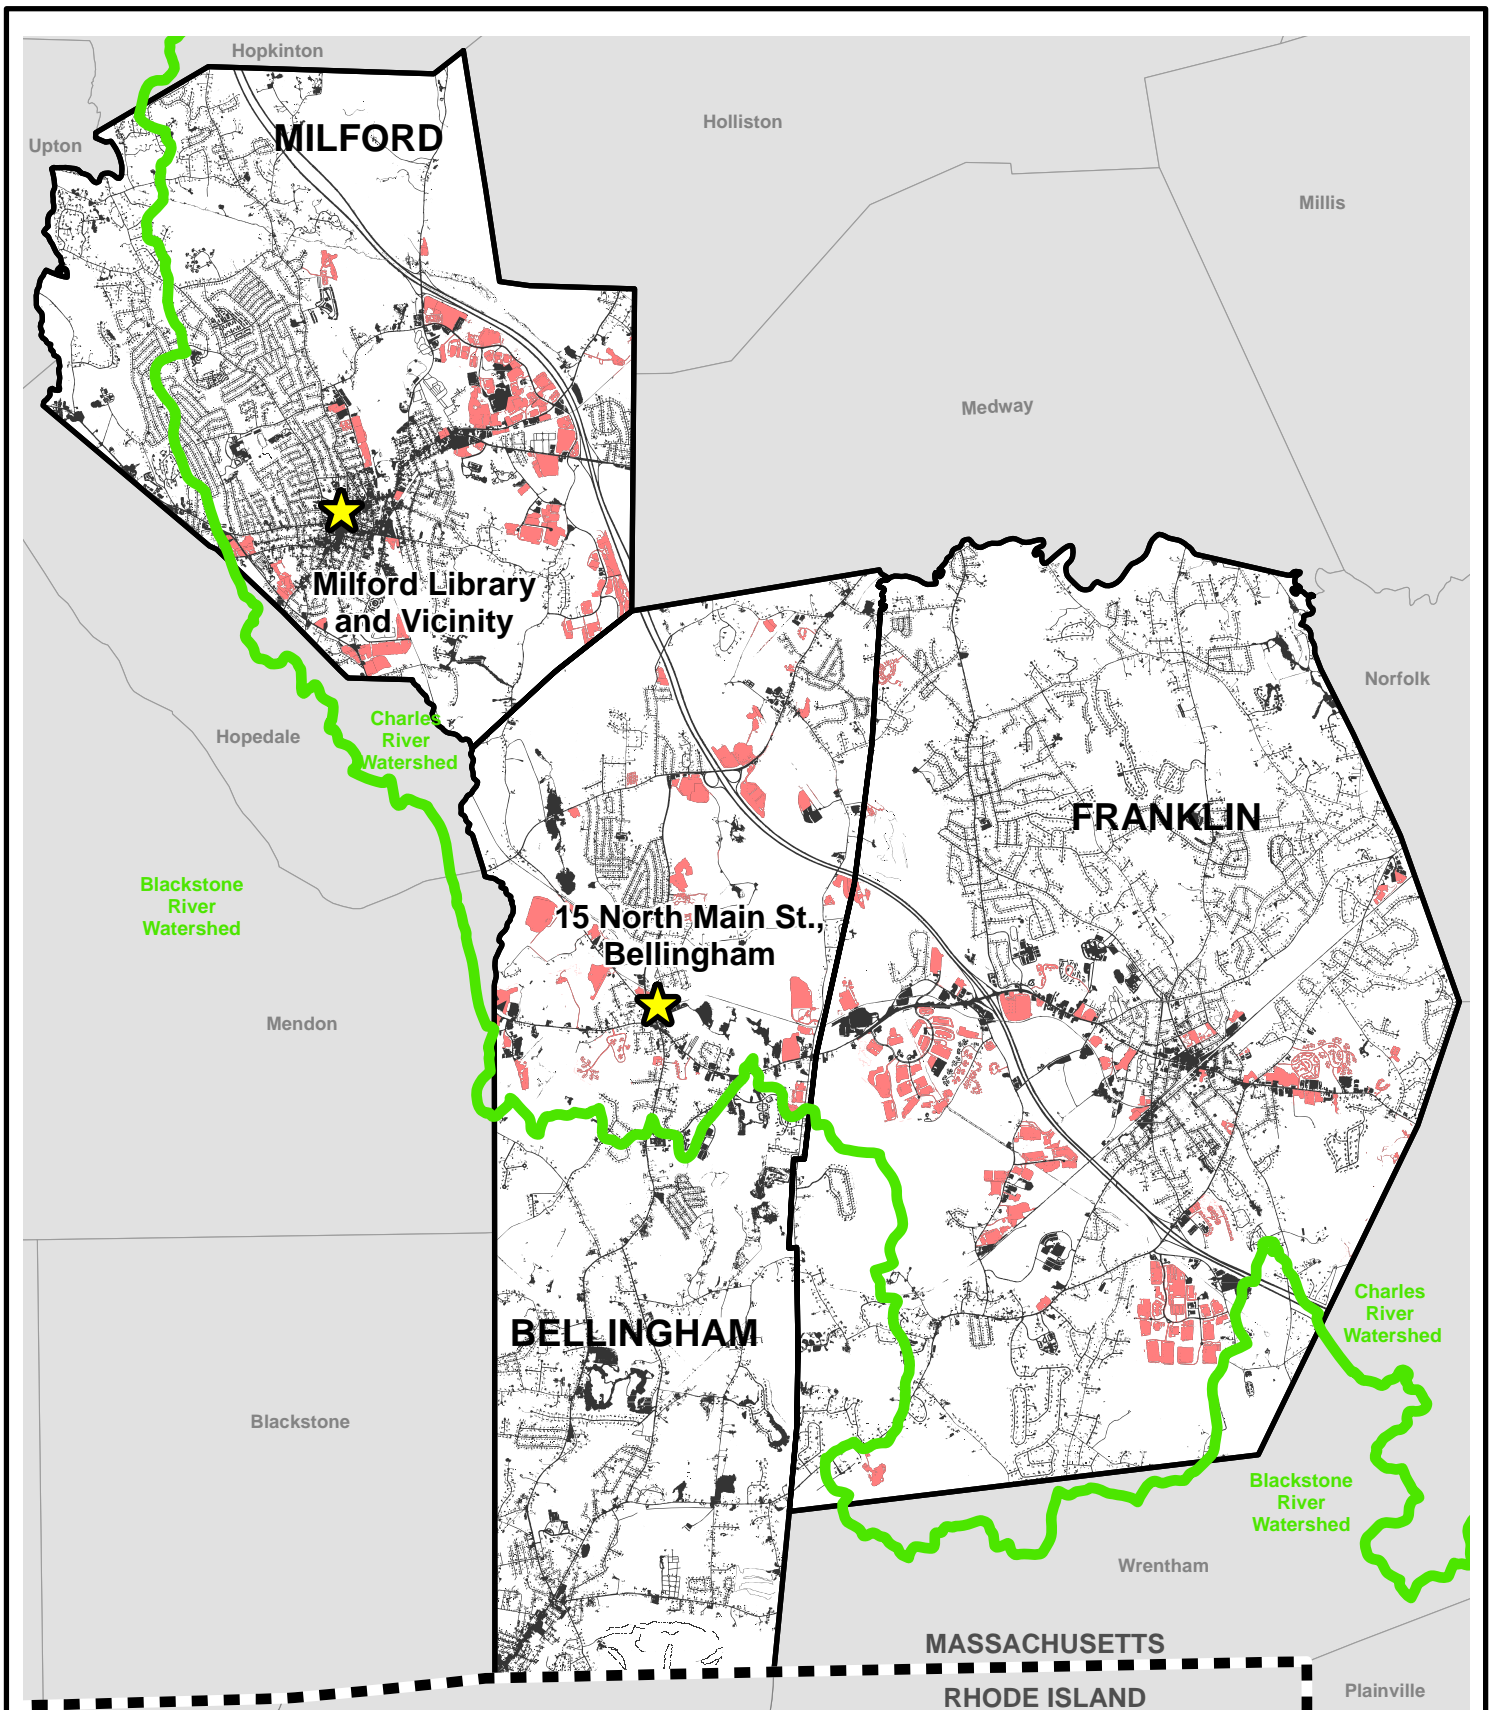 Hopkinton
Holliston
MILFORD
Upton
Millis
Medway
Milford Library
and Vicinity
Norfolk
Hopedale
Charles
River
Watershed
FRANKLIN
Blackstone
River
Watershed
15 North Main St.,
Bellingham
Mendon
Charles
River
Watershed
BELLINGHAM
Blackstone
Blackstone
River
Watershed
Wrentham
MASSACHUSETTS
RHODE ISLAND
Plainville